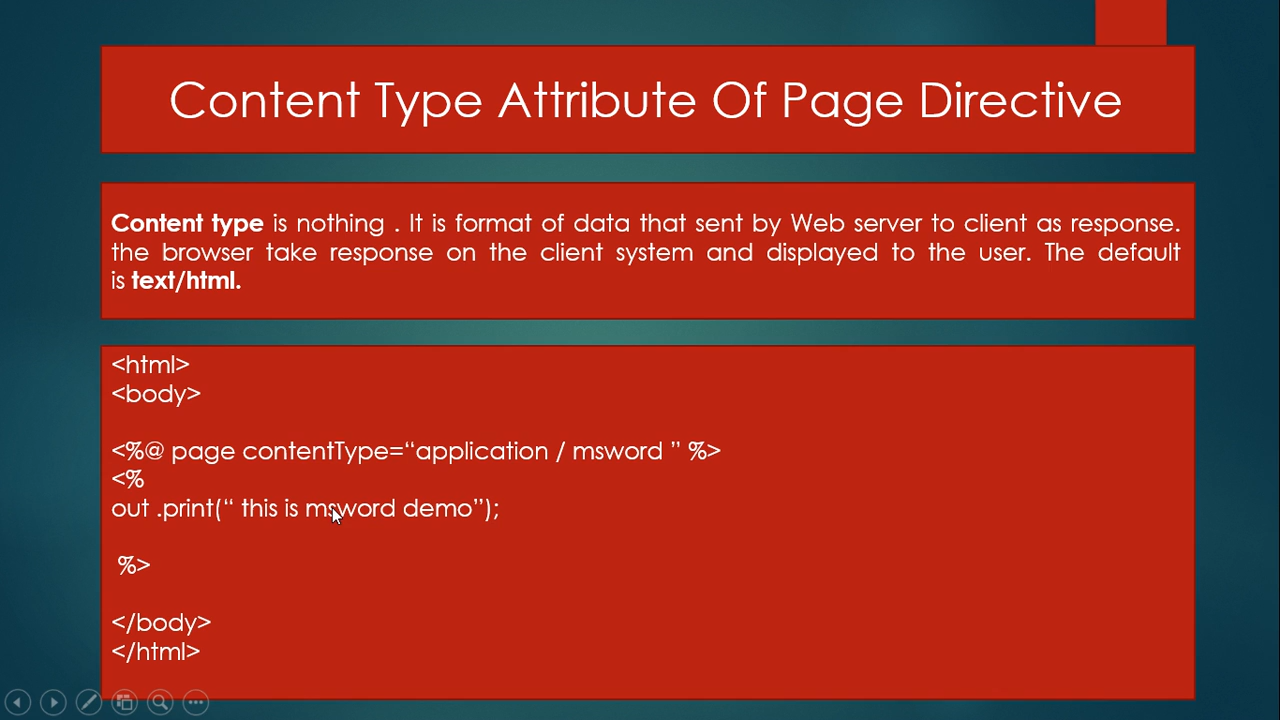 Content Type Attribute Of Page Directive
Content type is nothing . It is format of data that sent by Web server to client as response.
the browser take response on the client system and displayed to the user. The default
is text/html.
<html>
<body>
<%@ page contentType=“application / msword ” %>
<%
out .print(“ this is msword demo”);
%>
</body>
</html>